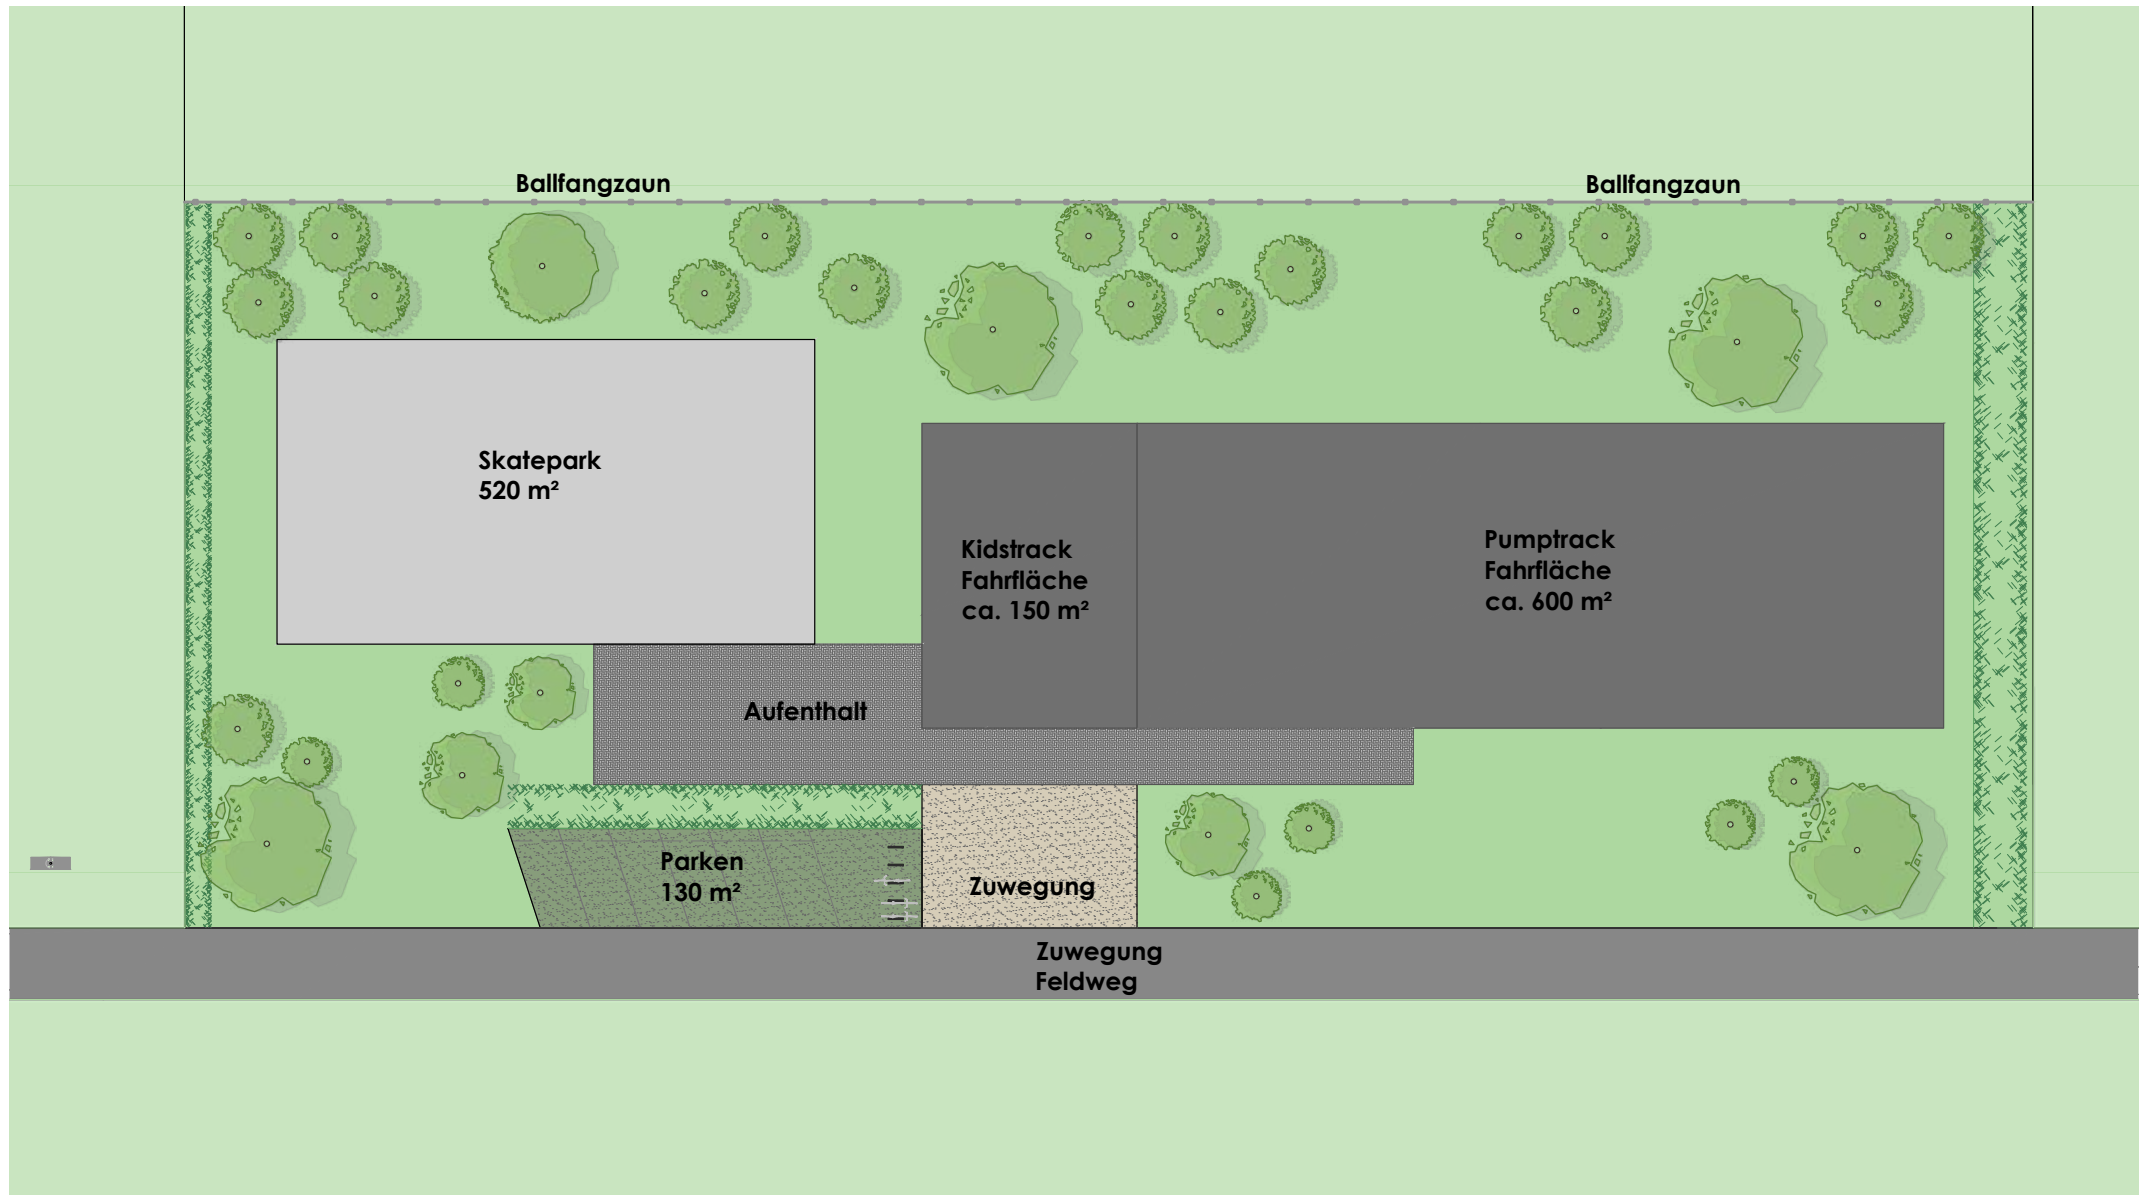 Ballfangzaun
Ballfangzaun
Skatepark
520 m²
Kidstrack
Fahrfläche
ca. 150 m²
Pumptrack
Fahrfläche
ca. 600 m²
Aufenthalt
Parken
130 m²
Zuwegung
Zuwegung
Feldweg